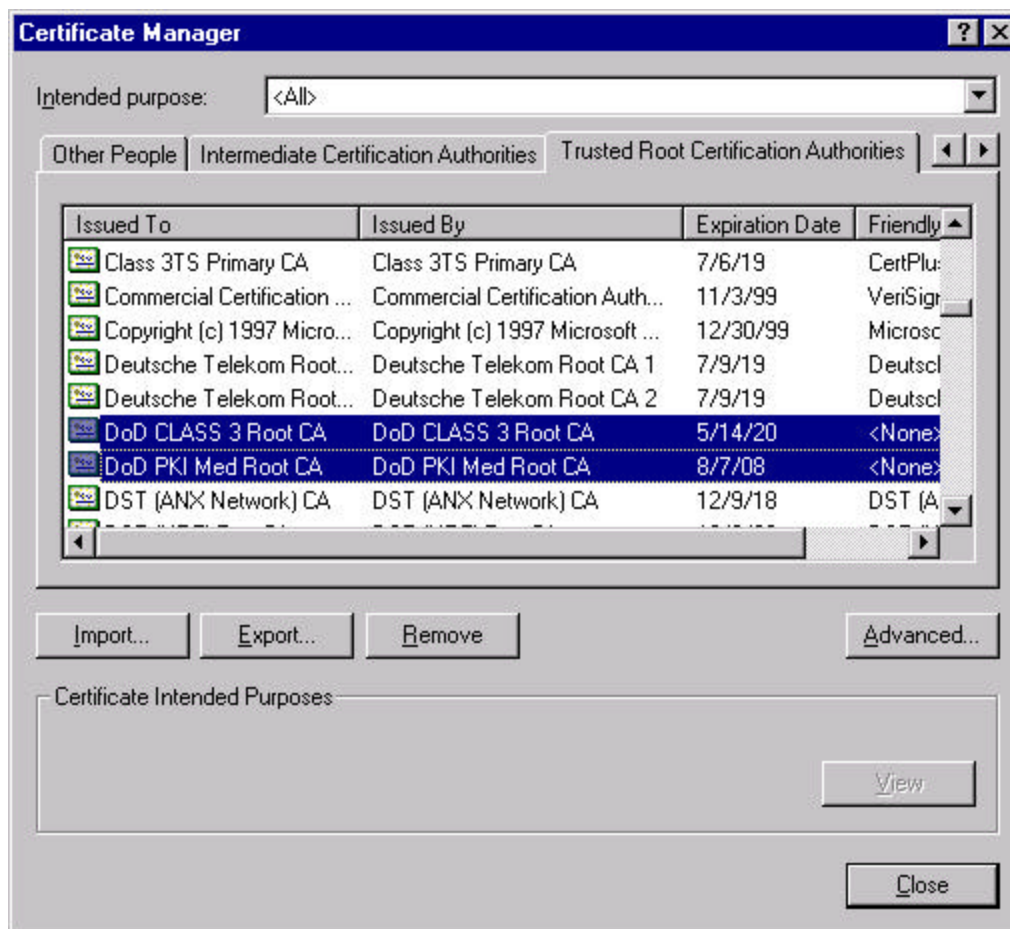 Certificate Manager
Intended purpose: <All>
Other People Intermediate Certification Authorities Trusted Root Certification Authorities
Issued To Issued By Expiration Date Friendly
Class 3TS Primary CA Class 3TS Primary CA 7/6/19 CertPlu
Commercial Certification ... Commercial Certification Auth... 11/3/99 VeriSign
Copyright (c) 1997 Micro... Copyright (c) 1997 Microsoft ... 12/30/99 Microso
Deutsche Telekom Root... Deutsche Telekom Root CA 1 7/9/19 Deutscl
Deutsche Telekom Root... Deutsche Telekom Root CA 2 7/9/19 Deutscl
DoD CLASS 3 Root CA DoD CLASS 3 Root CA 5/14/20 <None>
DoD PKI Med Root CA DoD PKI Med Root CA 8/7/08 <None>
DST (ANX Network) CA DST (ANX Network) CA 12/9/18 DST (A
Import... Export... Remove Advanced...
Certificate Intended Purposes
View
Close